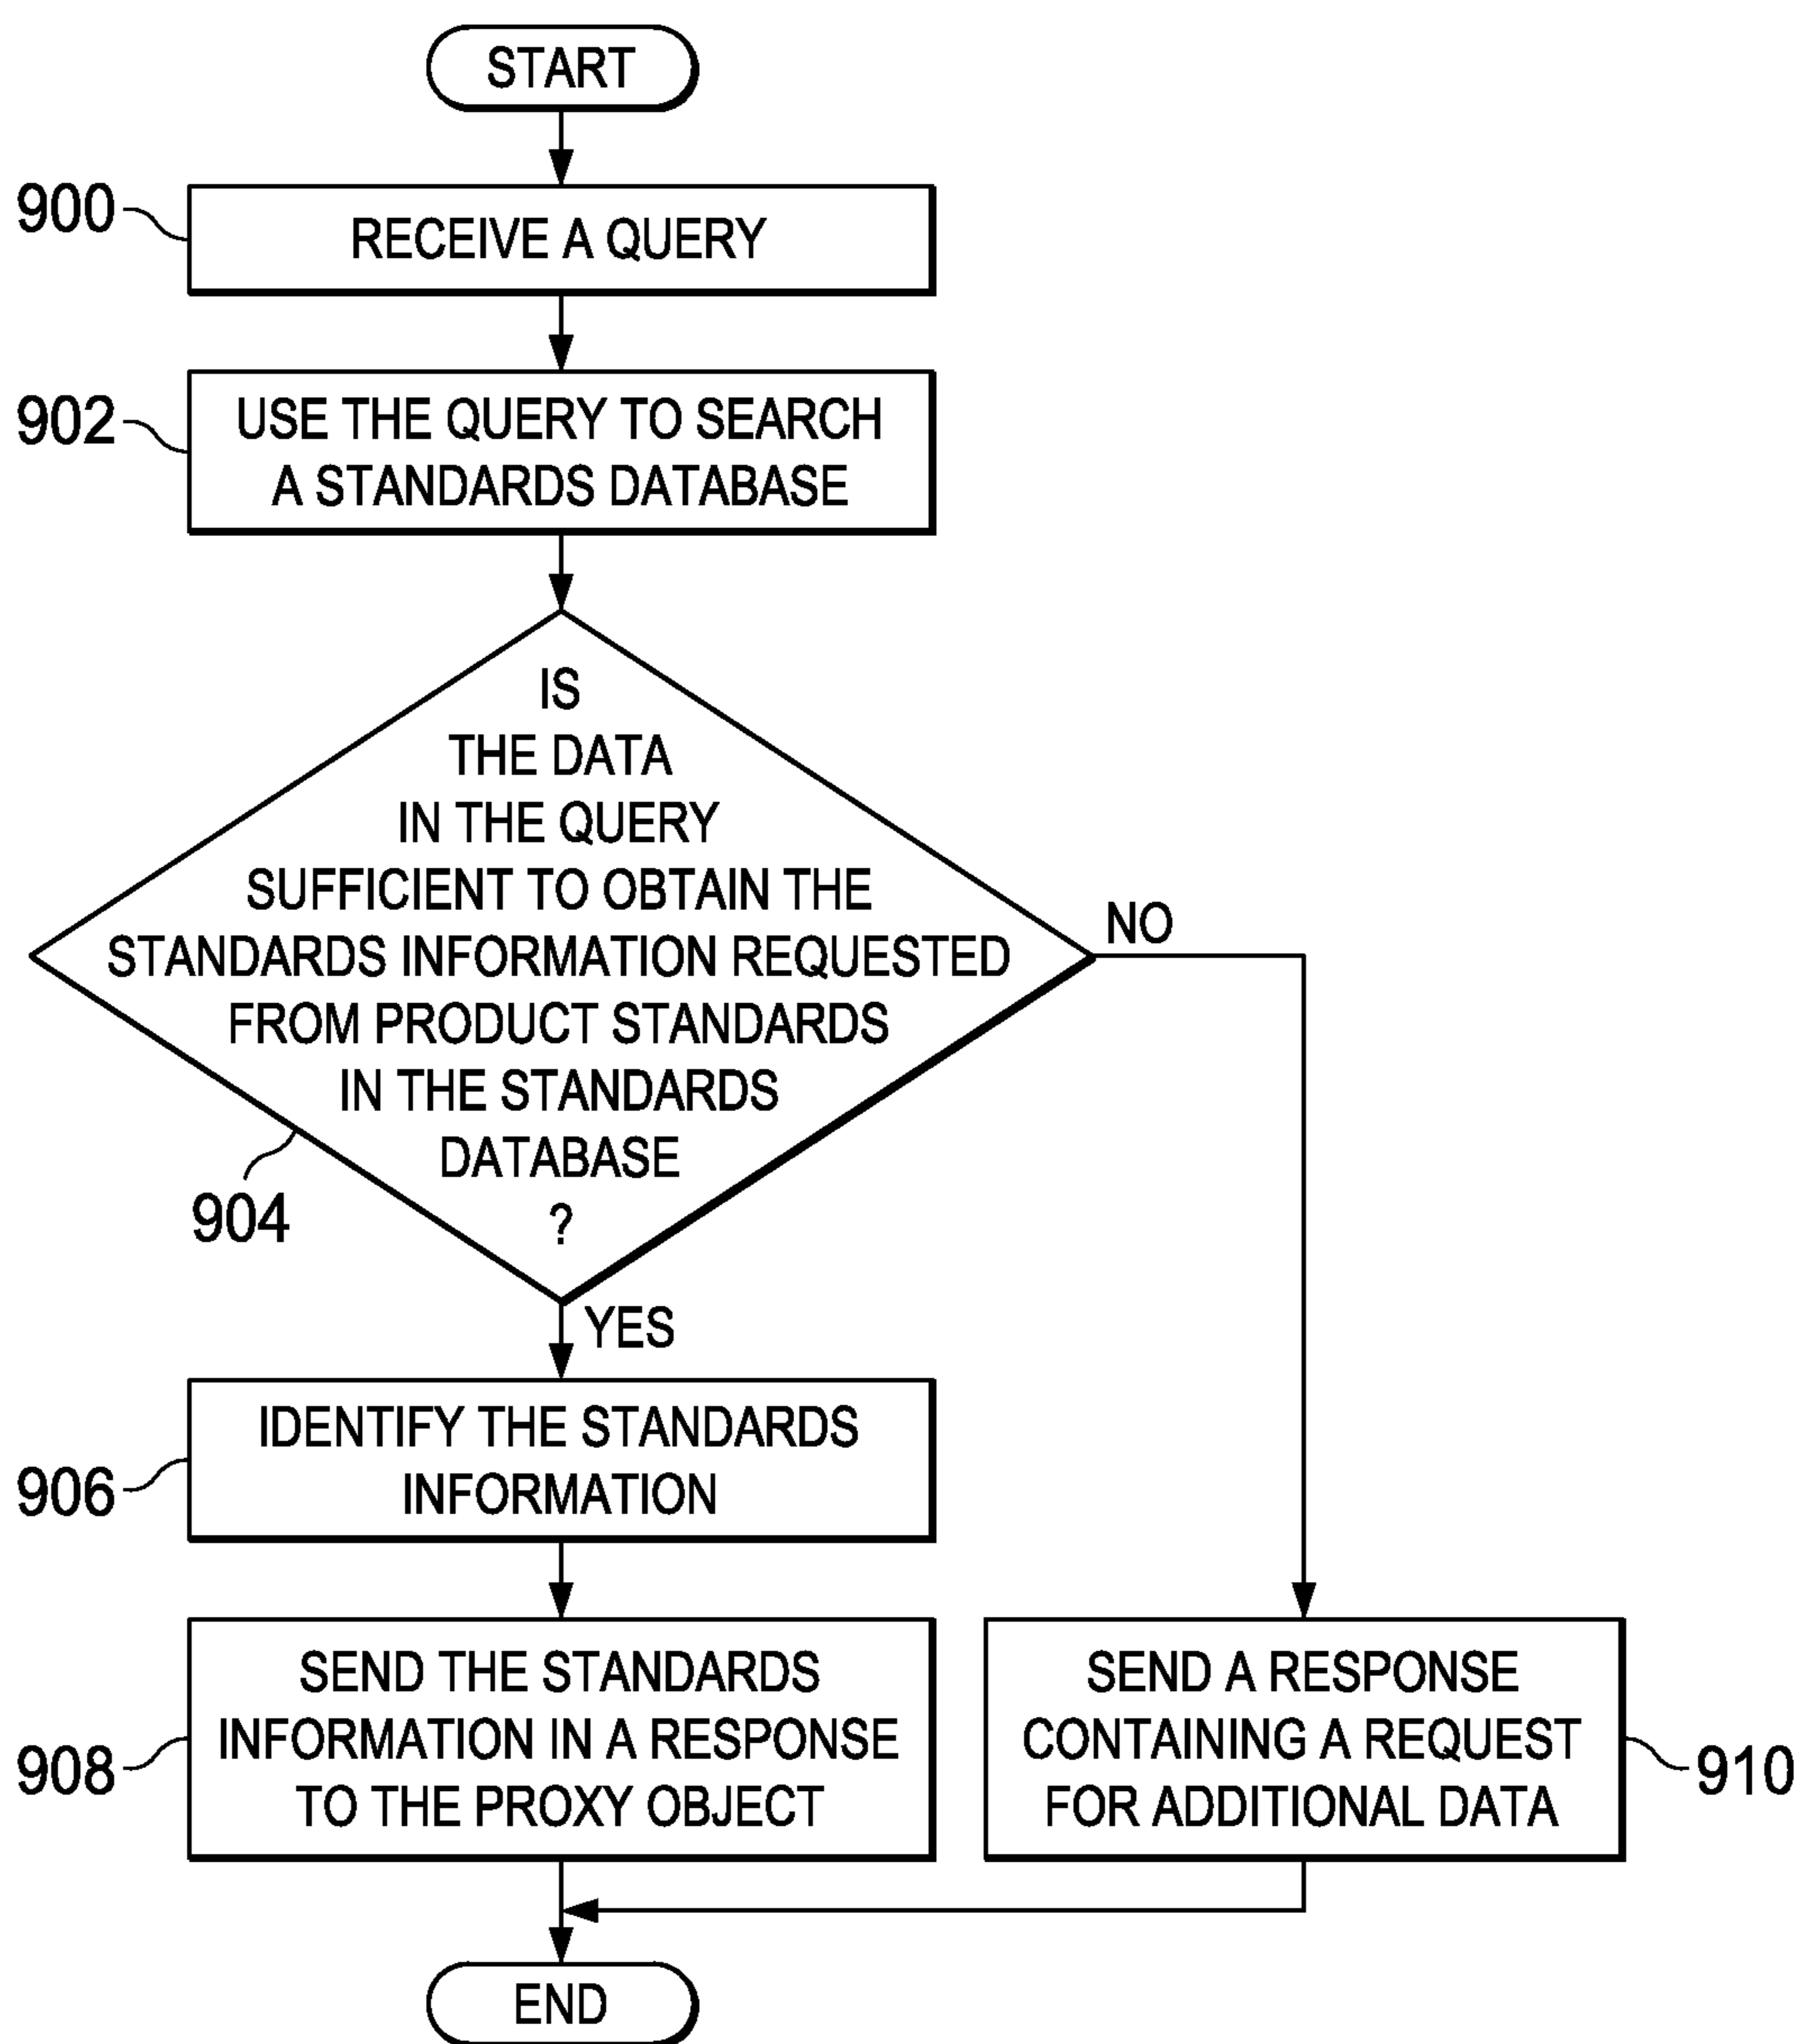 START
900
RECEIVE A QUERY
902
USE THE QUERY TO SEARCH
A STANDARDS DATABASE
IS
THE DATA
IN THE QUERY
SUFFICIENT TO OBTAIN THE
STANDARDS INFORMATION REQUESTED
FROM PRODUCT STANDARDS
IN THE STANDARDS
DATABASE
?
904
NO
YES
906
IDENTIFY THE STANDARDS
INFORMATION
908
SEND THE STANDARDS
INFORMATION IN A RESPONSE
TO THE PROXY OBJECT
SEND A RESPONSE
CONTAINING A REQUEST
FOR ADDITIONAL DATA
910
END